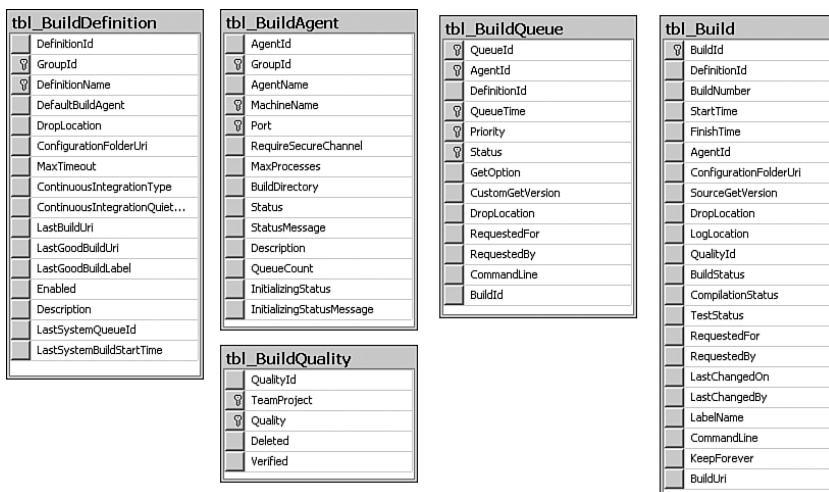 tbl_BuildDefinition
DefinitionId
GroupId
DefinitionName
DefaultBuildAgent
DropLocation
ConfigurationFolderUri
MaxTimeout
ContinuousIntegrationType
ContinuousIntegrationQuiet...
LastBuildUri
LastGoodBuildUri
LastGoodBuildLabel
Enabled
Description
LastSystemQueueId
LastSystemBuildStartTime
tbl_BuildAgent
AgentId
GroupId
AgentName
MachineName
Port
RequireSecureChannel
MaxProcesses
BuildDirectory
Status
StatusMessage
Description
QueueCount
InitializingStatus
InitializingStatusMessage
tbl_BuildQuality
QualityId
TeamProject
Quality
Deleted
Verified
tbl_BuildQueue
QueueId
AgentId
DefinitionId
QueueTime
Priority
Status
GetOption
CustomGetVersion
DropLocation
RequestedFor
RequestedBy
CommandLine
BuildId
tbl_Build
BuildId
DefinitionId
BuildNumber
StartTime
FinishTime
AgentId
ConfigurationFolderUri
SourceGetVersion
DropLocation
LogLocation
QualityId
BuildStatus
CompilationStatus
TestStatus
RequestedFor
RequestedBy
LastChangedOn
LastChangedBy
LabelName
CommandLine
KeepForever
BuildUri